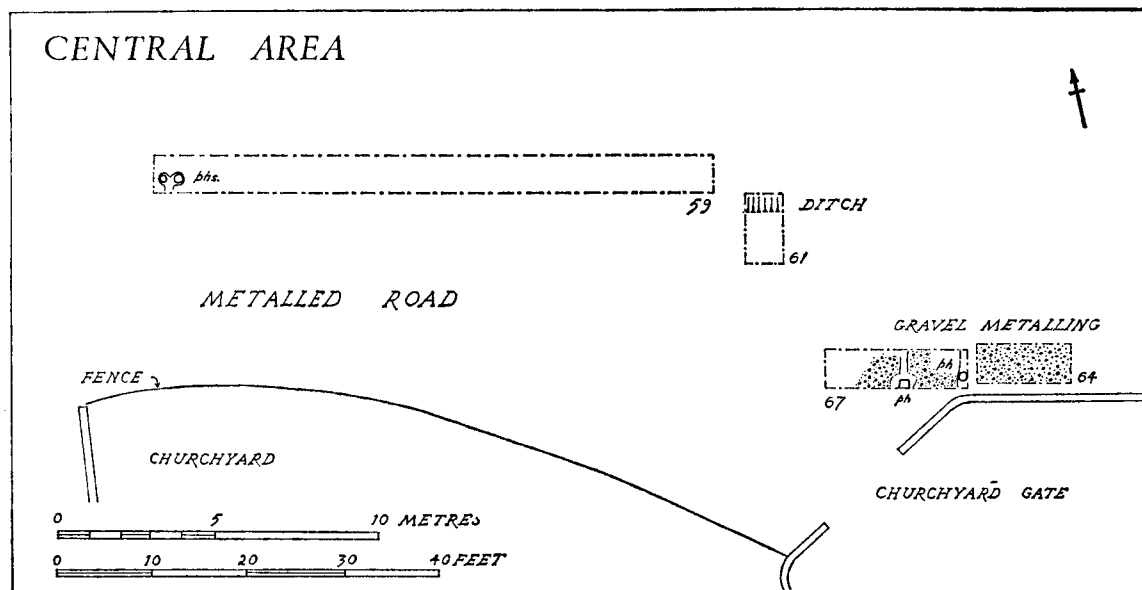 CENTRAL AREA
phs.
59
DITCH
61
METALLED ROAD
GRAVEL METALLING
ph
64
67
ph
FENCE
CHURCHYARD
CHURCHYARD GATE
0 5 10 METRES
0 10 20 30 40 FEET